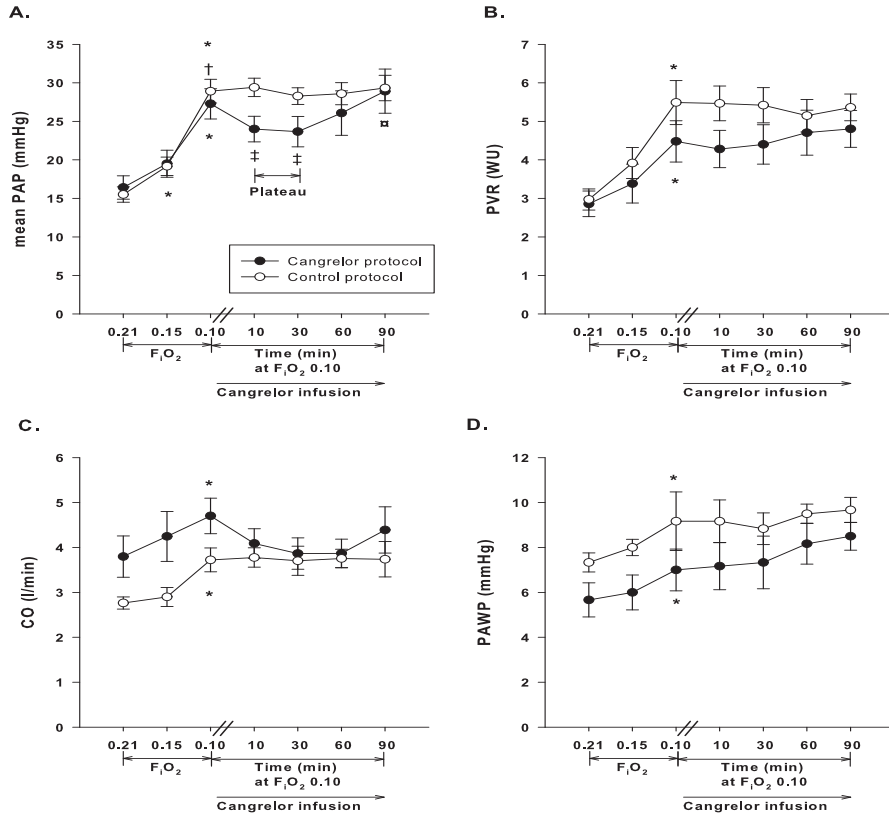 A.
35
30
25
20
15
10
5
0
mean PAP (mmHg)
*
†
*
*
‡ ‡
¤
Plateau
Cangrelor protocol
Control protocol
0.21 0.15 0.10 10 30 60 90
FiO2 Time (min)
at FiO2 0.10
Cangrelor infusion
B.
7
6
5
4
3
2
1
0
PVR (WU)
*
*
0.21 0.15 0.10 10 30 60 90
FiO2 Time (min)
at FiO2 0.10
Cangrelor infusion
C.
6
5
4
3
2
1
0
CO (l/min)
*
*
0.21 0.15 0.10 10 30 60 90
FiO2 Time (min)
at FiO2 0.10
Cangrelor infusion
D.
12
10
8
6
4
2
0
PAWP (mmHg)
*
*
0.21 0.15 0.10 10 30 60 90
FiO2 Time (min)
at FiO2 0.10
Cangrelor infusion